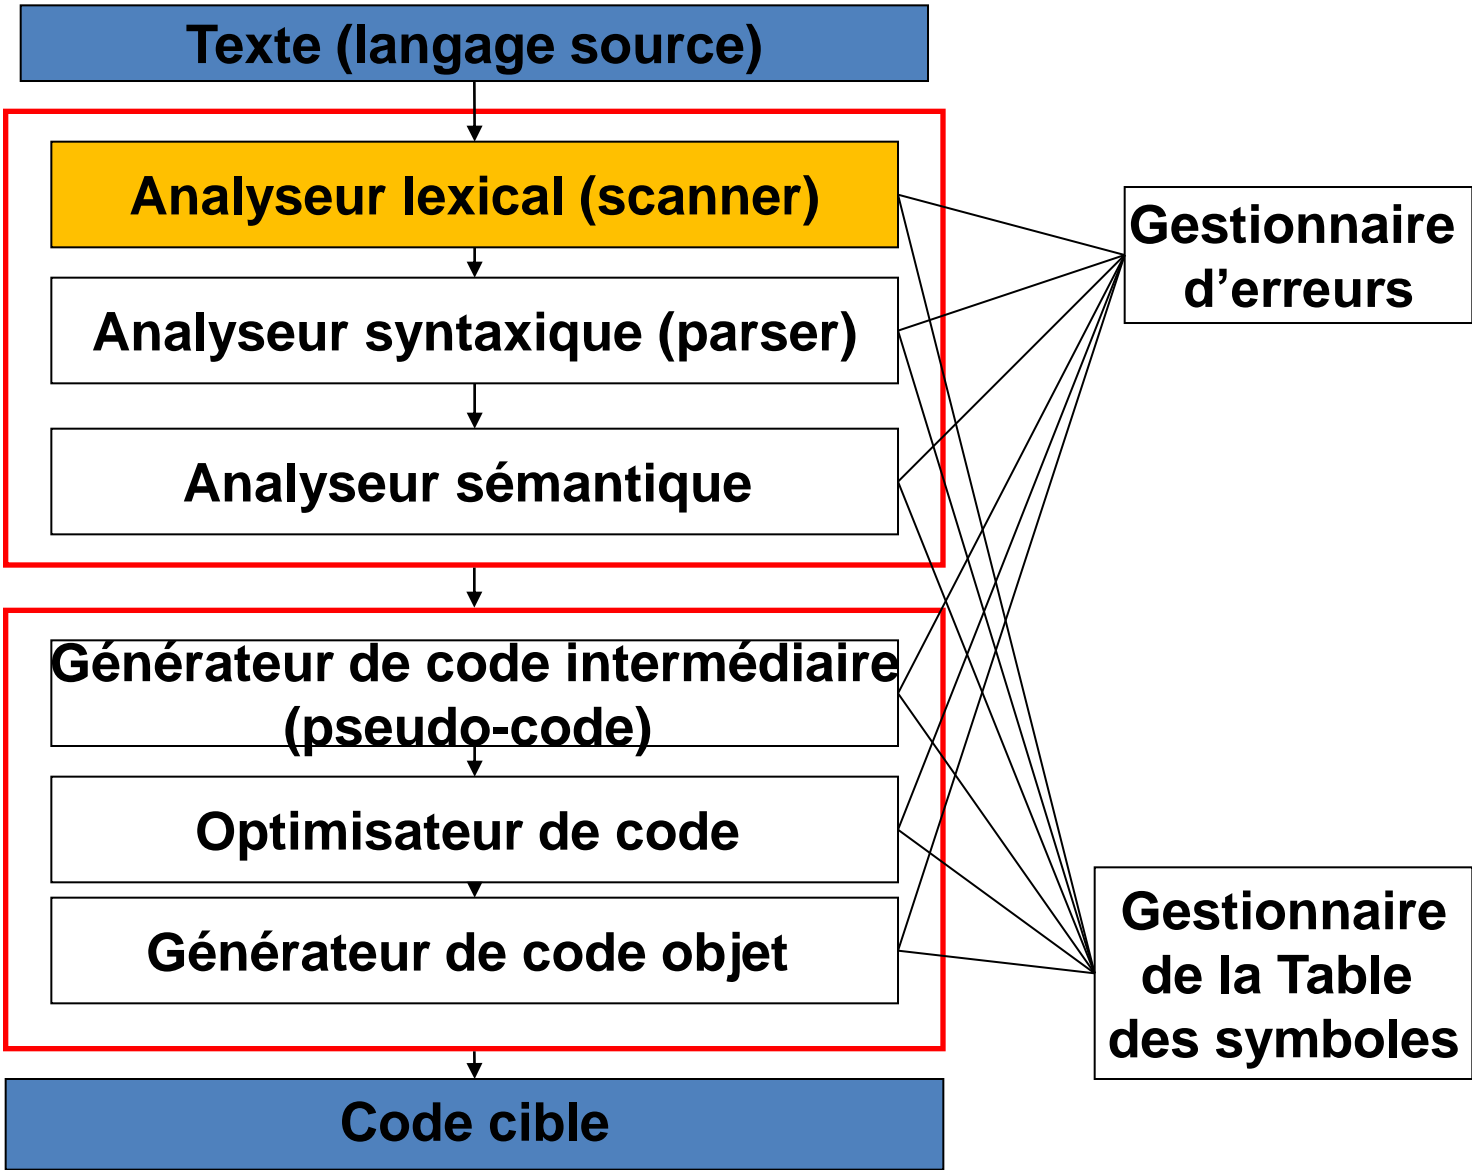 Texte (langage source)
Analyseur lexical (scanner)
Analyseur syntaxique (parser)
Analyseur sémantique
Générateur de code intermédiaire
(pseudo-code)
Optimisateur de code
Générateur de code objet
Code cible
Gestionnaire
d’erreurs
Gestionnaire
de la Table
des symboles